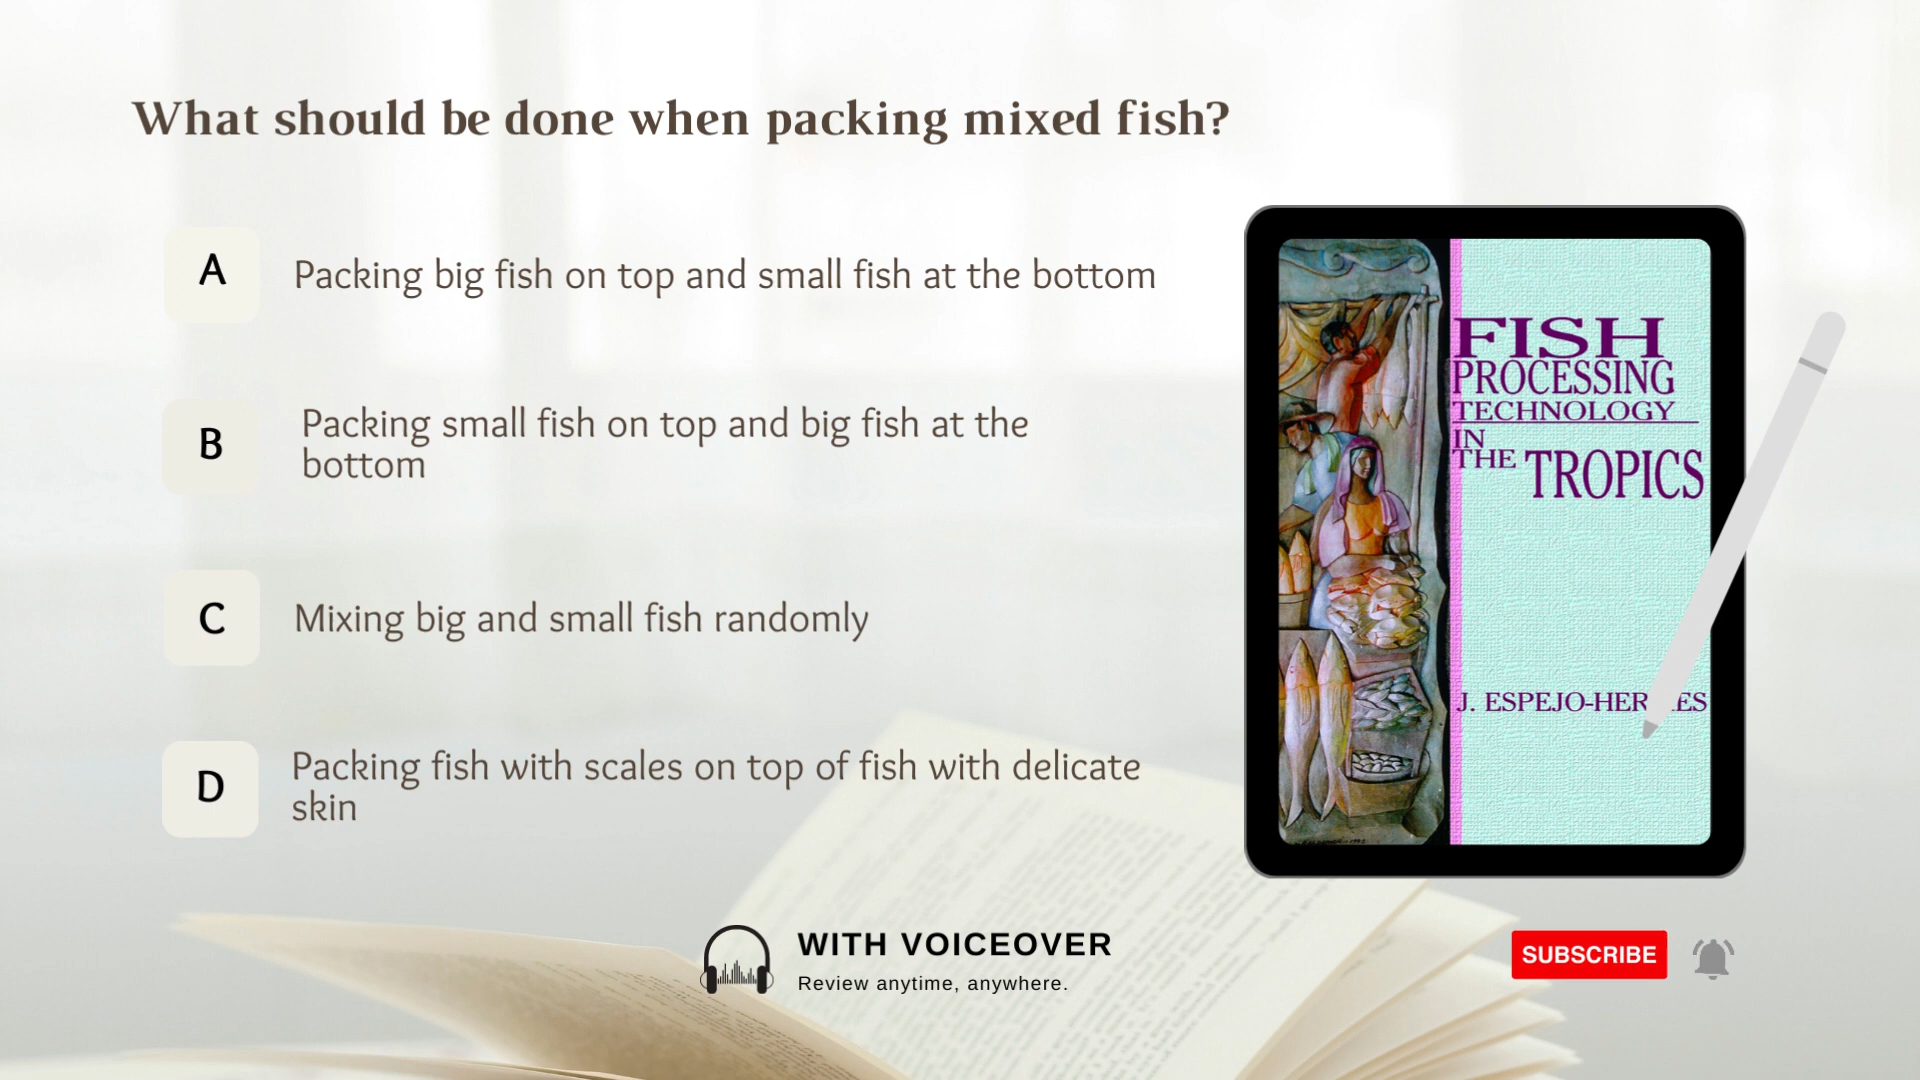 What should be done when packing mixed fish?
A
Packing big fish on top and small fish at the bottom
B
Packing small fish on top and big fish at the
bottom
C
Mixing big and small fish randomly
D
Packing fish with scales on top of fish with delicate
skin
FISH
PROCESSING
TECHNOLOGY
IN
THE TROPICS
J. ESPEJO-HER
WITH VOICEOVER
Review anytime, anywhere.
SUBSCRIBE